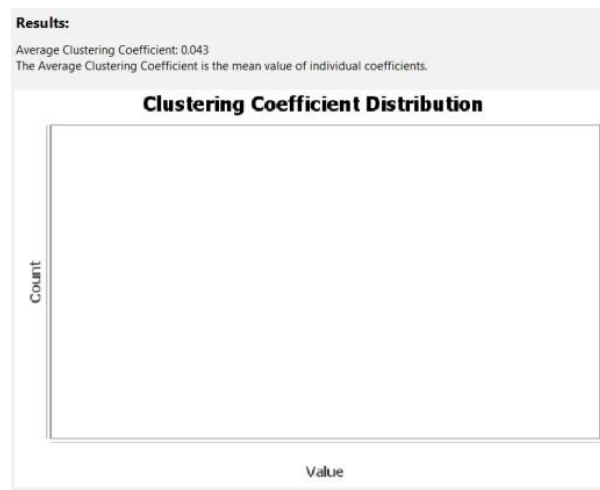 Results:
Average Clustering Coefficient: 0.043
The Average Clustering Coefficient is the mean value of individual coefficients.
Clustering Coefficient Distribution
Count
Value